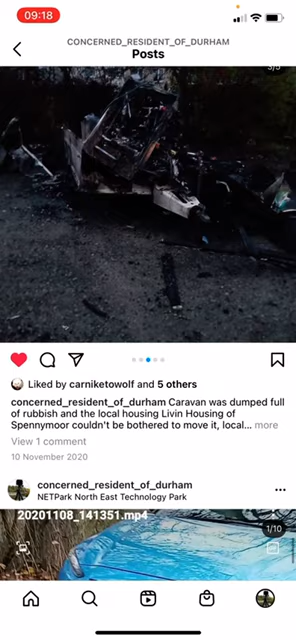 09:18
CONCERNED_RESIDENT_OF_DURHAM
Posts
3/5
Liked by carniketowolf and 5 others
concerned_resident_of_durham Caravan was dumped full
of rubbish and the local housing Livin Housing of
Spennymoor couldn't be bothered to move it, local... more
View 1 comment
10 November 2020
concerned_resident_of_durham
NETPark North East Technology Park
20201108_141351.mp4
1/10